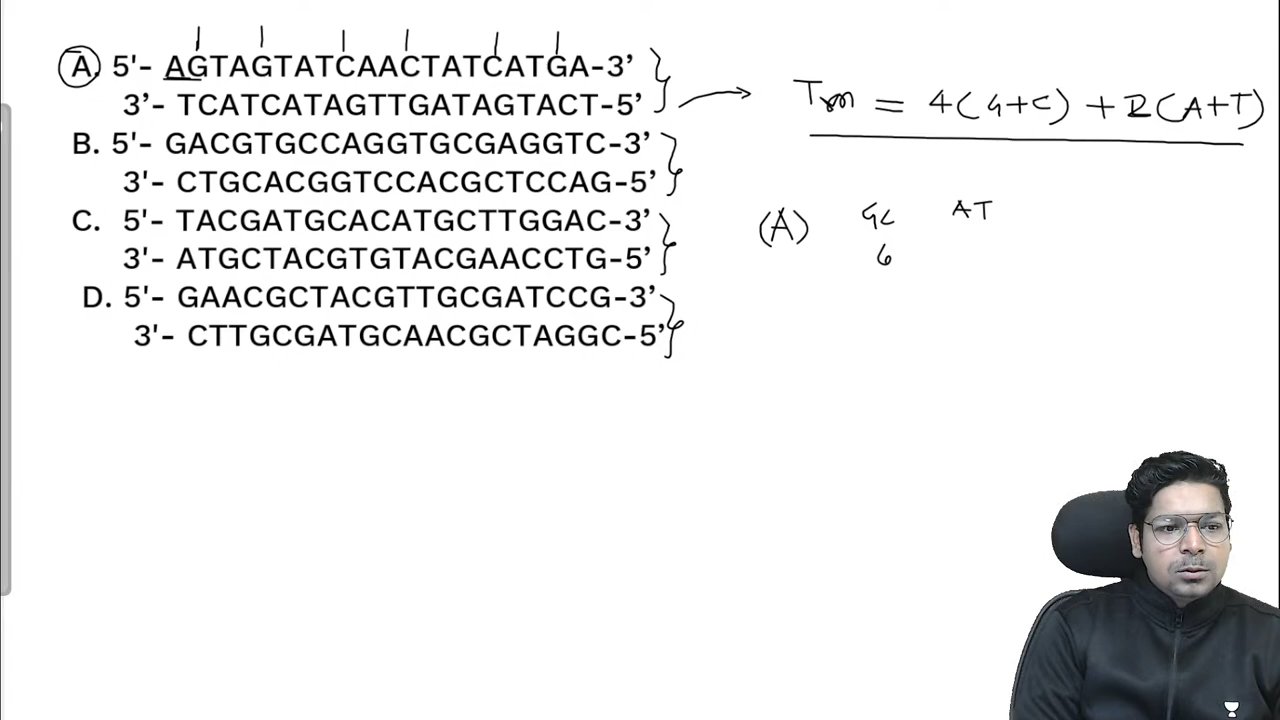 A. 5'- AGTAGTATCAACTATCATGA-3’
3’- TCATCATAGTTGATAGTACT-5’
Tm = 4(G+C) + 2(A+T)
B. 5'- GACGTGCCAGGTGCGAGGTC-3’
3'- CTGCACGGTCCACGCTCCAG-5’
C. 5'- TACGATGCACATGCTTGGAC-3’
3'- ATGCTACGTGTACGAACCTG-5’
(A) GC AT
6
D. 5'- GAACGCTACGTTGCGATCCG-3’
3'- CTTGCGATGCAACGCTAGGC-5’